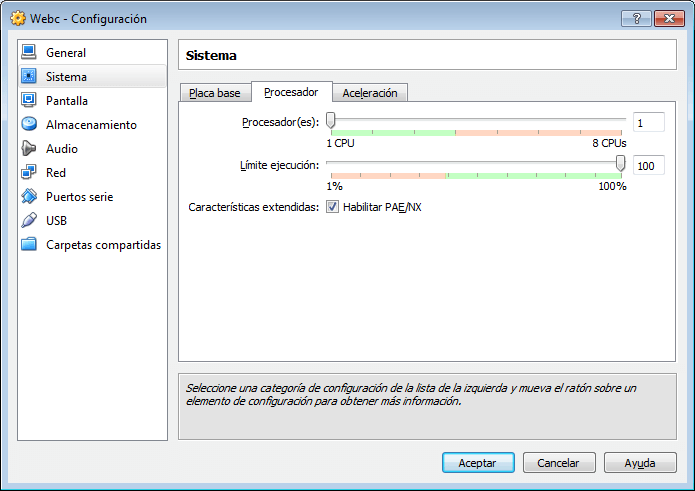 Webc - Configuración
General
Sistema
Pantalla
Almacenamiento
Audio
Red
Puertos serie
USB
Carpetas compartidas
Sistema
Placa base Procesador Aceleración
Procesador(es): 1
1 CPU 8 CPUs
Límite ejecución: 100
1% 100%
Características extendidas: Habilitar PAE/NX
Seleccione una categoría de configuración de la lista de la izquierda y mueva el ratón sobre un
elemento de configuración para obtener más información.
Aceptar Cancelar Ayuda